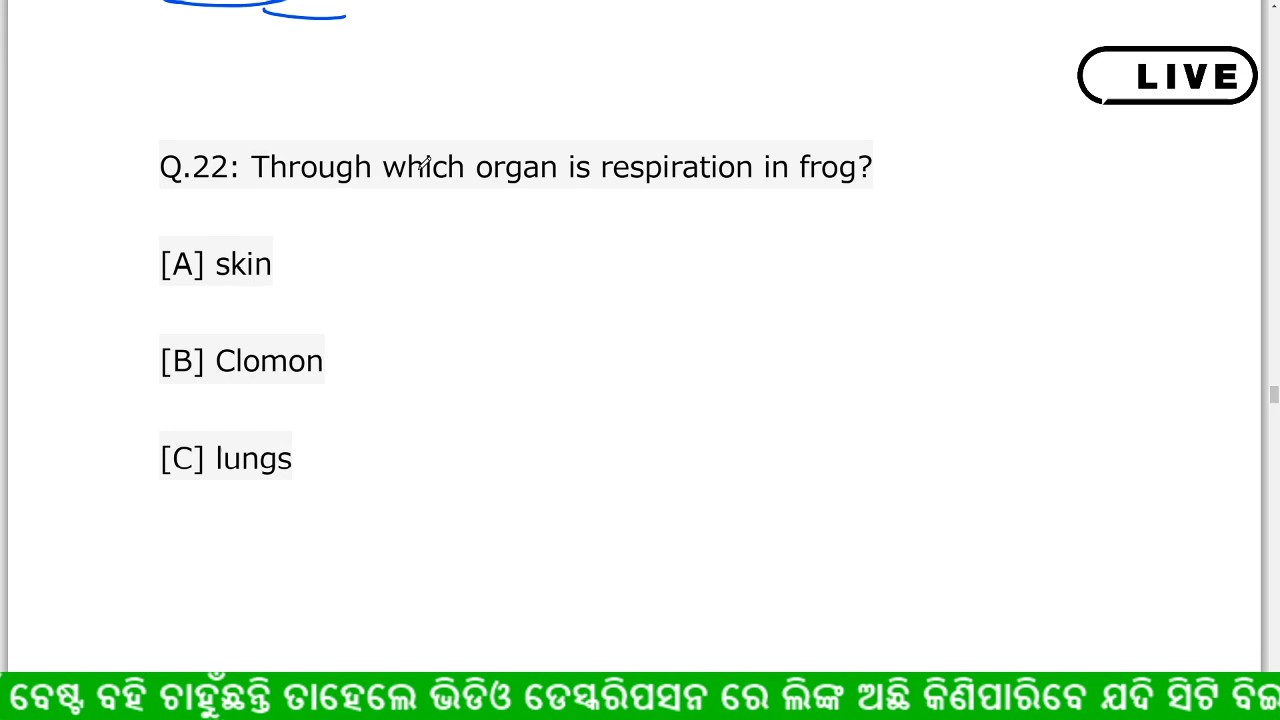 LIVE
Q.22: Through which organ is respiration in frog?
[A] skin
[B] Clomon
[C] lungs
ବେଷ୍ଟ ବହି ଚାହୁଁଛନ୍ତି ତାହେଲେ ଭିଡିଓ ଡେସ୍କରିପସନ ରେ ଲିଙ୍କ ଅଛି କିଣିପାରିବେ ଯଦି ସିଟି